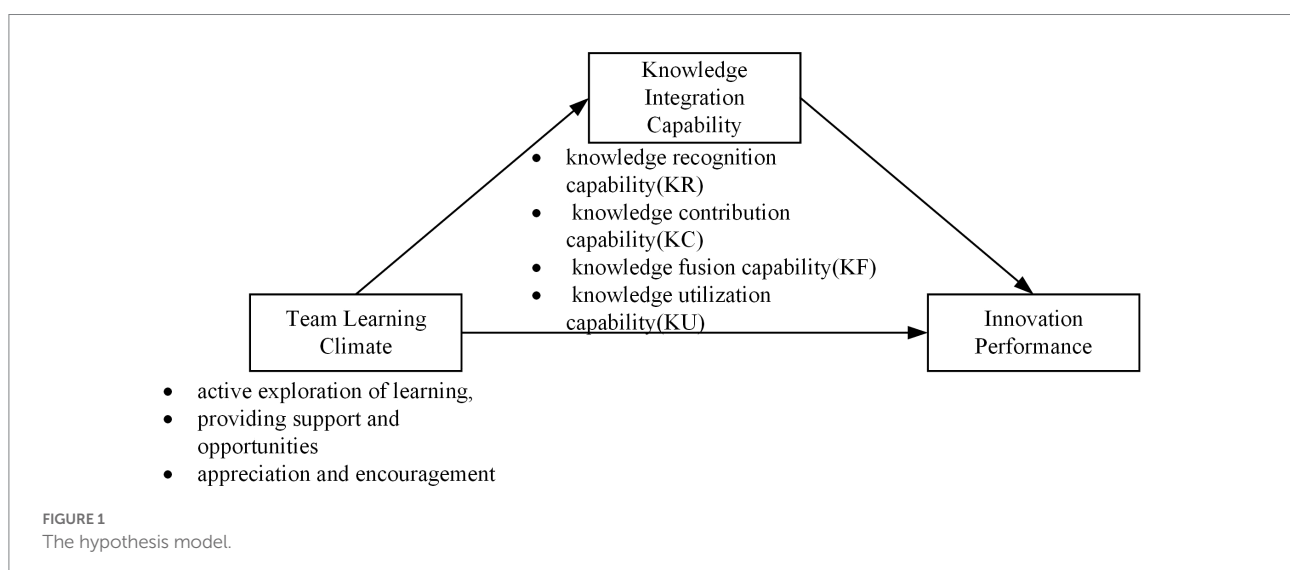 Knowledge
Integration
Capability
• knowledge recognition
capability(KR)
• knowledge contribution
capability(KC)
• knowledge fusion capability(KF)
• knowledge utilization
capability(KU)
Team Learning
Climate
Innovation
Performance
• active exploration of learning,
• providing support and
opportunities
• appreciation and encouragement
FIGURE 1
The hypothesis model.